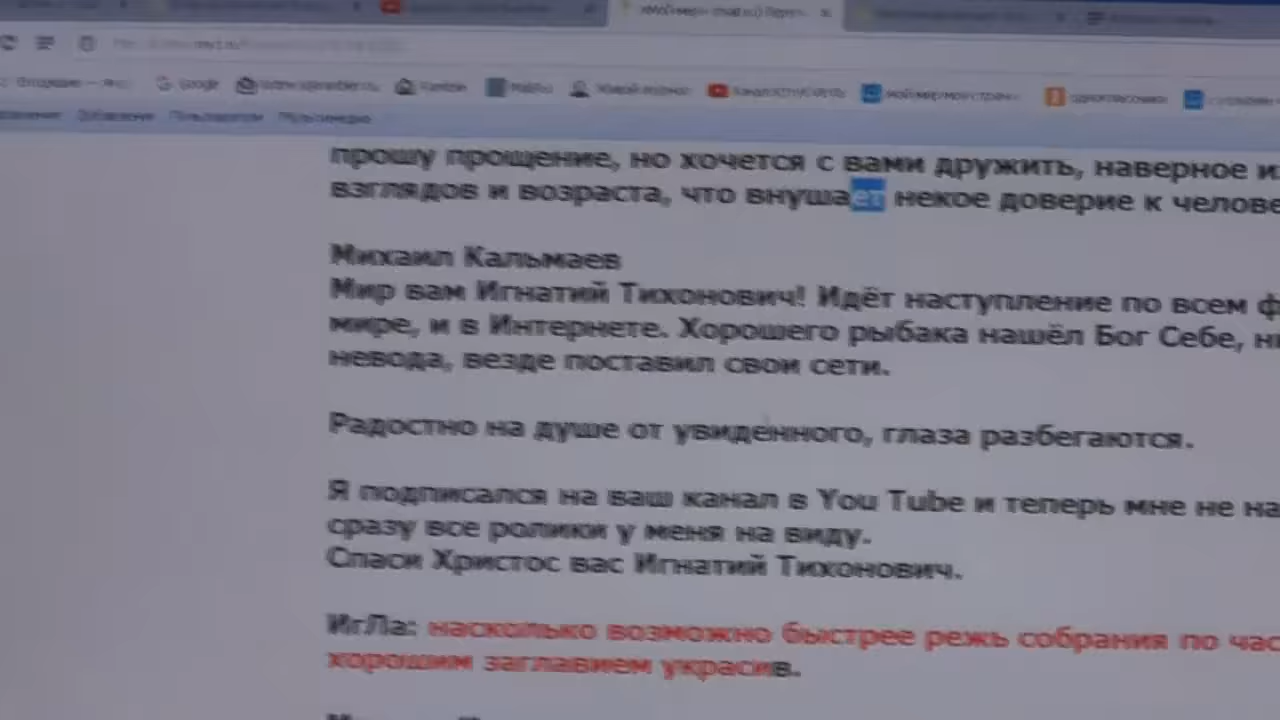 Google
прошу прощение, но хочется с вами дружить, наверное и
взглядов и возраста, что внушает некое доверие к челове
Михаил Кальмаев
Мир вам Игнатий Тихонович! Идёт наступление по всем ф
мире, и в Интернете. Хорошего рыбака нашёл Бог Себе, н
невода, везде поставил свои сети.
Радостно на душе от увиденного, глаза разбегаются.
Я подписался на ваш канал в You Tube и теперь мне не на
сразу все ролики у меня на виду.
Спаси Христос вас Игнатий Тихонович.
ИгЛа: насколько возможно быстрее режь собрания по час
хорошим заглавием украсив.